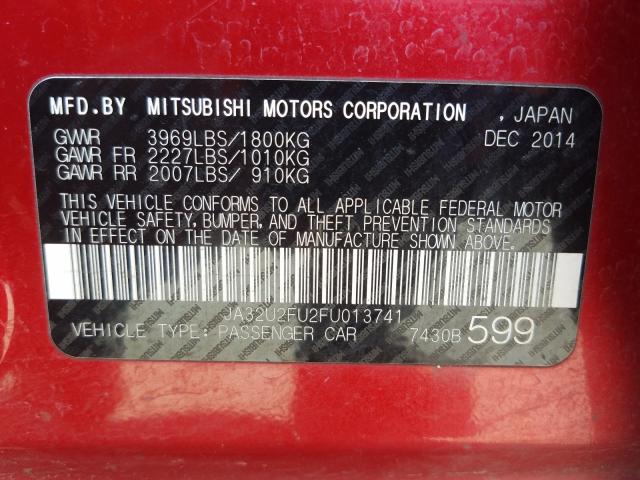 MFD.BY MITSUBISHI MOTORS CORPORATION , JAPAN
GVWR 3969LBS/1800KG DEC 2014
GAWR FR 2227LBS/1010KG
GAWR RR 2007LBS/ 910KG
THIS VEHICLE CONFORMS TO ALL APPLICABLE FEDERAL MOTOR
VEHICLE SAFETY, BUMPER, AND THEFT PREVENTION STANDARDS
IN EFFECT ON THE DATE OF MANUFACTURE SHOWN ABOVE.
JA32U2FU2FU013741
VEHICLE TYPE: PASSENGER CAR 7430B 599